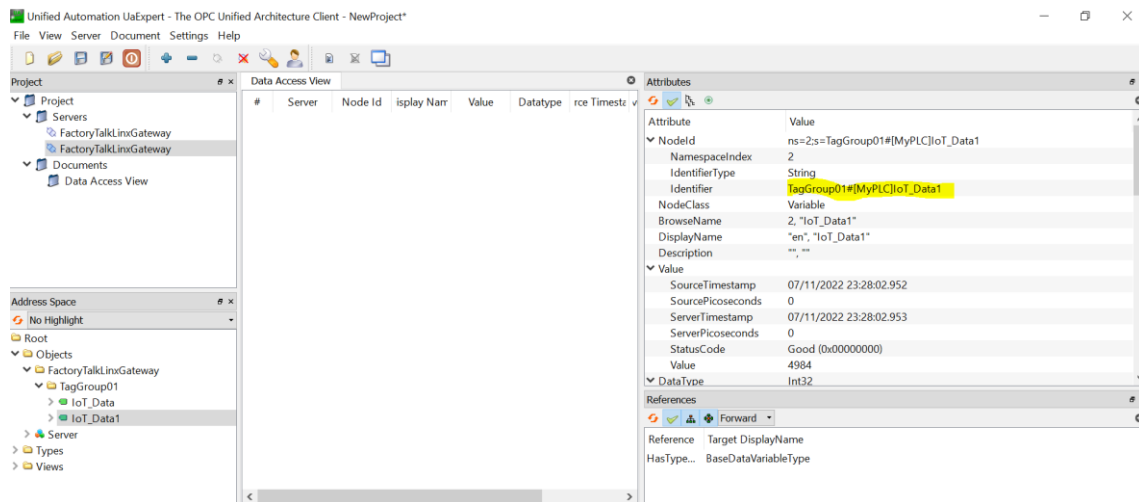 Unified Automation UaExpert - The OPC Unified Architecture Client - NewProject*
File View Server Document Settings Help
Project
Project
Servers
FactoryTalkLinxGateway
FactoryTalkLinxGateway
Documents
Data Access View
Address Space
No Highlight
Root
Objects
FactoryTalkLinxGateway
TagGroup01
IoT_Data
IoT_Data1
Server
Types
Views
Data Access View
# Server Node Id isplay Nam Value Datatype rce Timesta
Attributes
Attribute Value
NodeId ns=2;s=TagGroup01#[MyPLC]IoT_Data1
NamespaceIndex 2
IdentifierType String
Identifier TagGroup01#[MyPLC]IoT_Data1
NodeClass Variable
BrowseName 2, "IoT_Data1"
DisplayName "en", "IoT_Data1"
Description "", ""
Value
SourceTimestamp 07/11/2022 23:28:02.952
SourcePicoseconds 0
ServerTimestamp 07/11/2022 23:28:02.953
ServerPicoseconds 0
StatusCode Good (0x00000000)
Value 4984
DataType Int32
References
Forward
Reference Target DisplayName
HasType... BaseDataVariableType